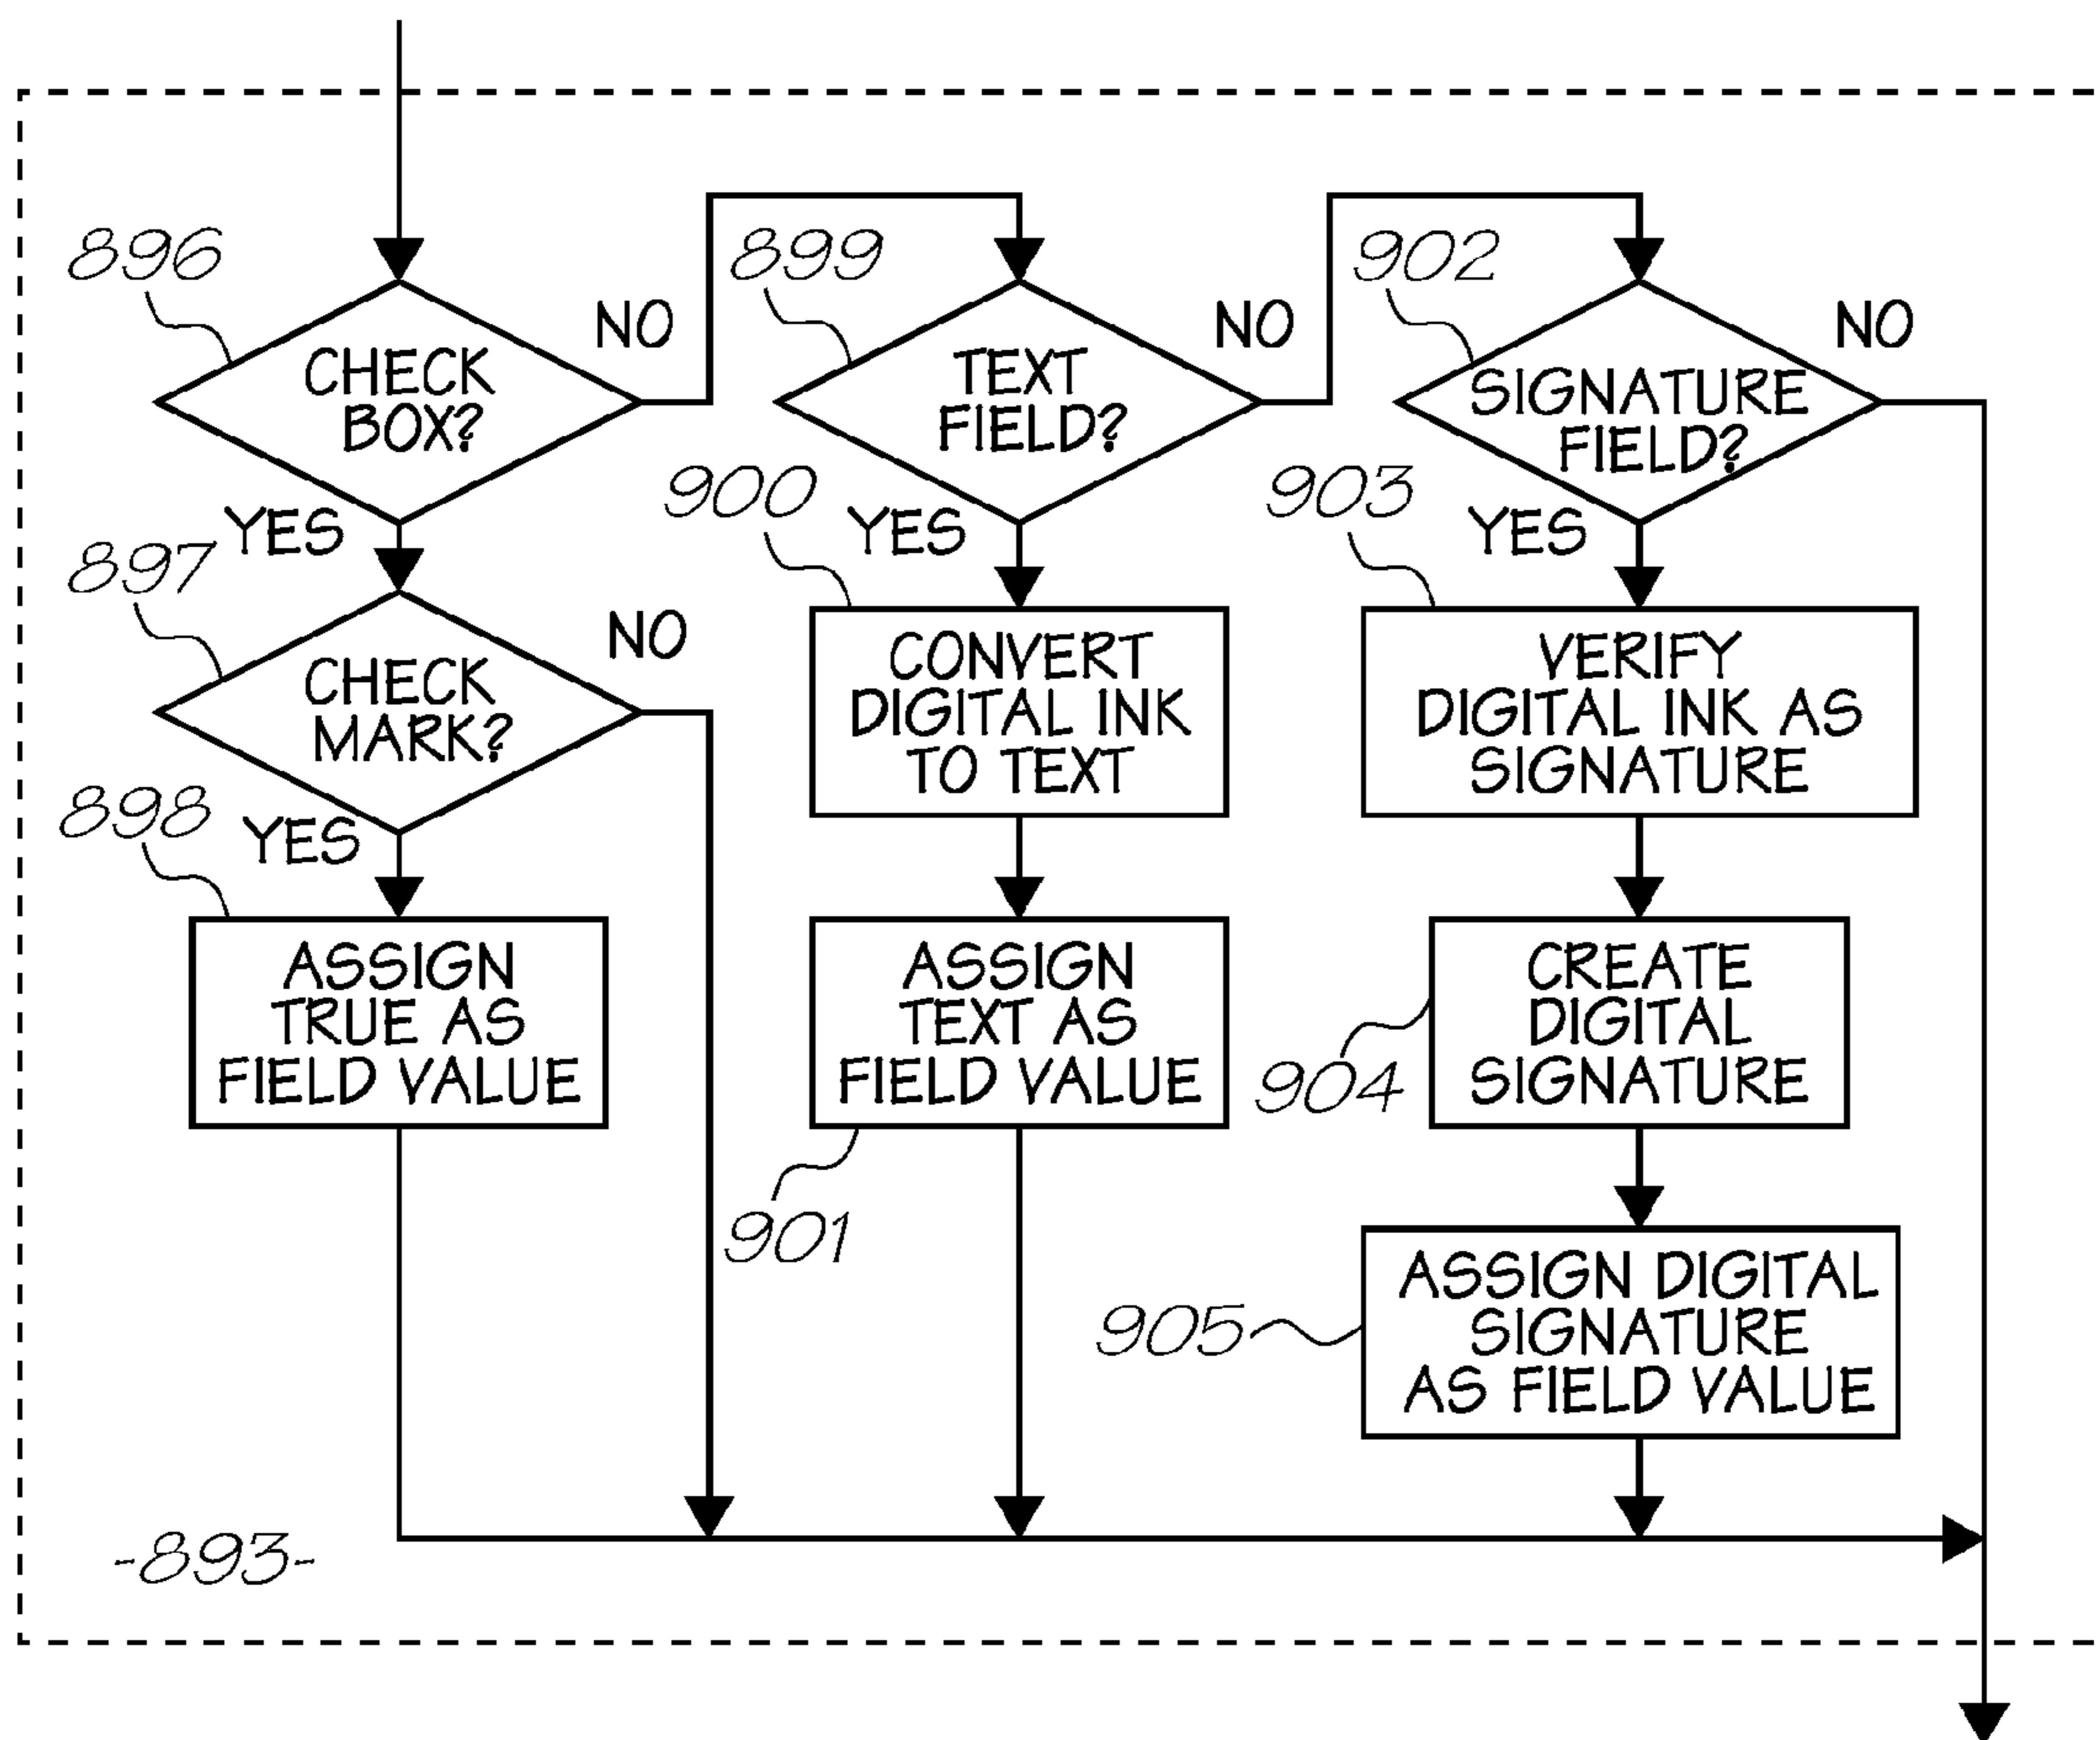 896
CHECK
BOX?
NO
YES
897
CHECK
MARK?
NO
YES
898
ASSIGN
TRUE AS
FIELD VALUE
899
TEXT
FIELD?
NO
YES
900
CONVERT
DIGITAL INK
TO TEXT
ASSIGN
TEXT AS
FIELD VALUE
901
902
SIGNATURE
FIELD?
NO
YES
903
VERIFY
DIGITAL INK AS
SIGNATURE
CREATE
DIGITAL
SIGNATURE
904
ASSIGN DIGITAL
SIGNATURE
AS FIELD VALUE
905
-893-